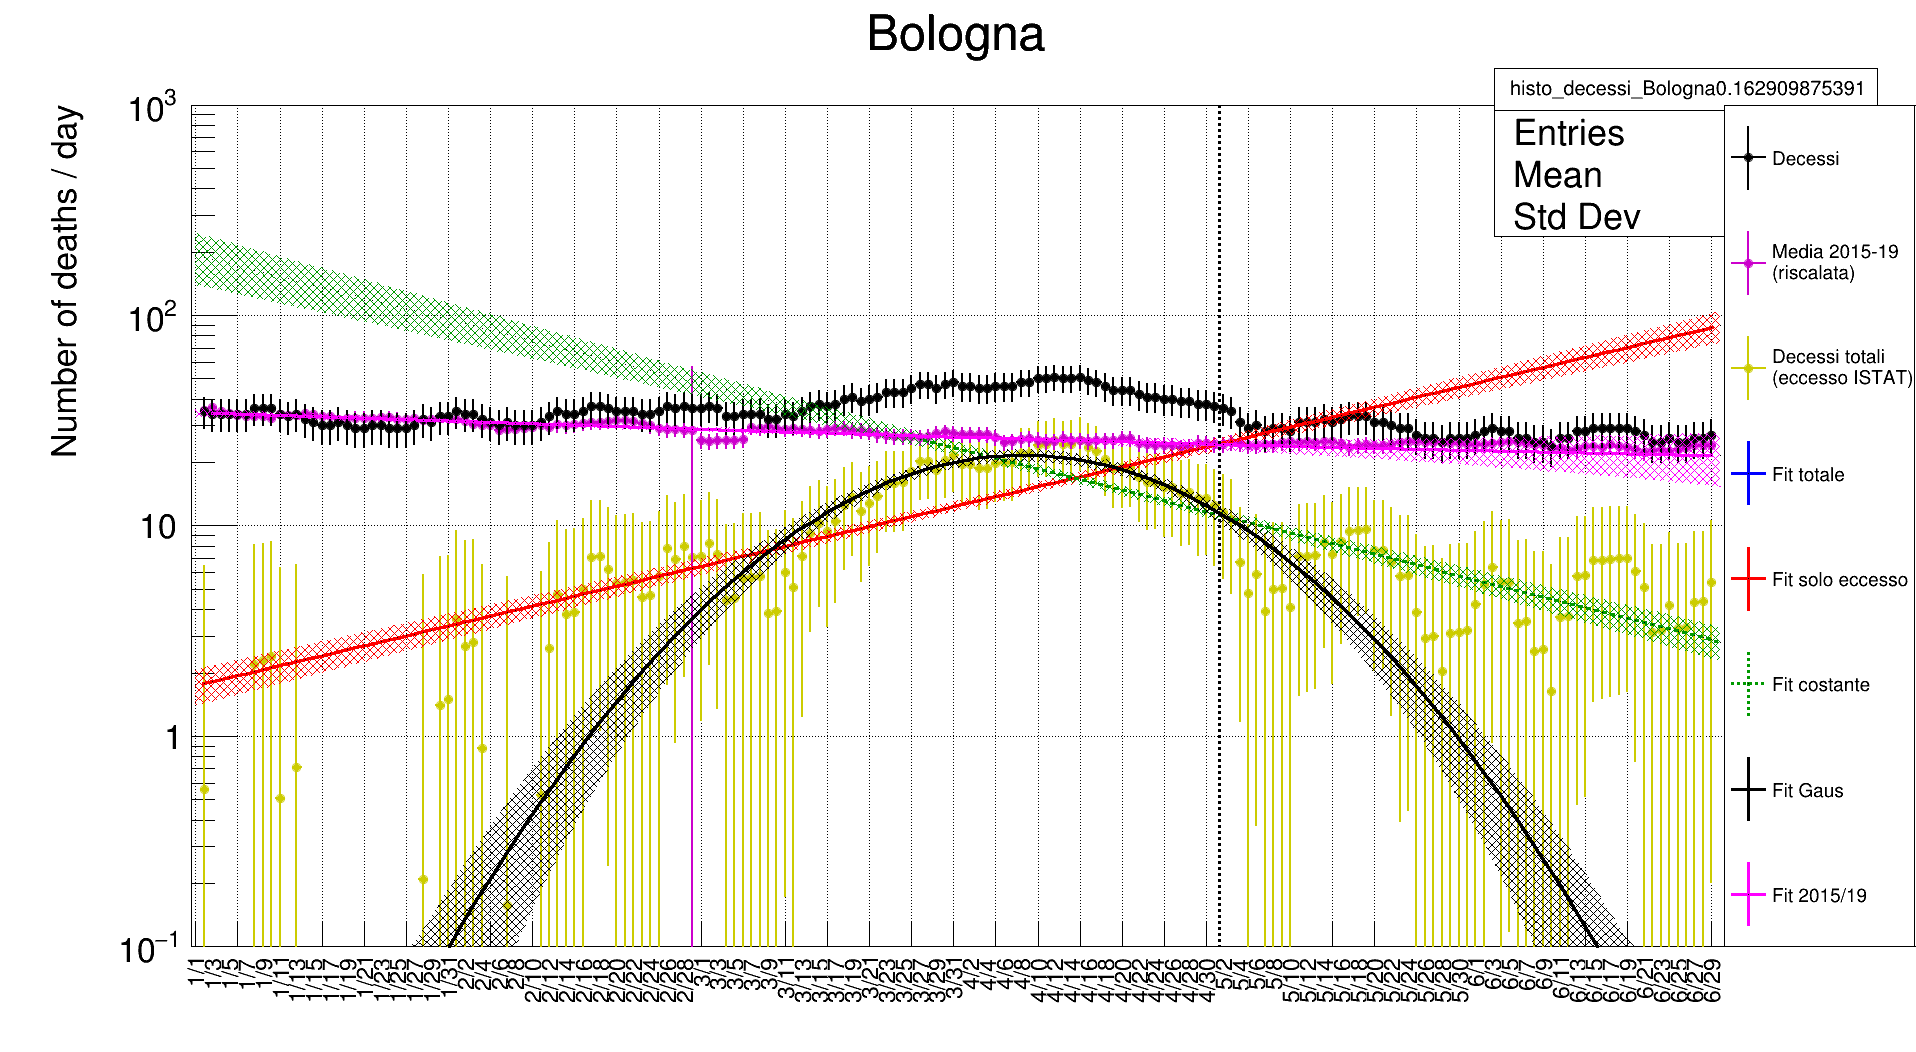 Bologna
Number of deaths / day
10³
10²
10
1
10⁻¹
histo_decessi_Bologna0.162909875391
Entries
Mean
Std Dev
Decessi
Media 2015-19
(riscalata)
Decessi totali
(eccesso ISTAT)
Fit totale
Fit solo eccesso
Fit costante
Fit Gaus
Fit 2015/19
1/1 1/3 1/5 1/7 1/9 1/11 1/13 1/15 1/17 1/19 1/21 1/23 1/25 1/27 1/29 1/31 2/2 2/4 2/6 2/8 2/10 2/12 2/14 2/16 2/18 2/20 2/22 2/24 2/26 2/28 3/1 3/3 3/5 3/7 3/9 3/11 3/13 3/15 3/17 3/19 3/21 3/23 3/25 3/27 3/29 3/31 4/2 4/4 4/6 4/8 4/10 4/12 4/14 4/16 4/18 4/20 4/22 4/24 4/26 4/28 4/30 5/2 5/4 5/6 5/8 5/10 5/12 5/14 5/16 5/18 5/20 5/22 5/24 5/26 5/28 5/30 6/1 6/3 6/5 6/7 6/9 6/11 6/13 6/15 6/17 6/19 6/21 6/23 6/25 6/27 6/29